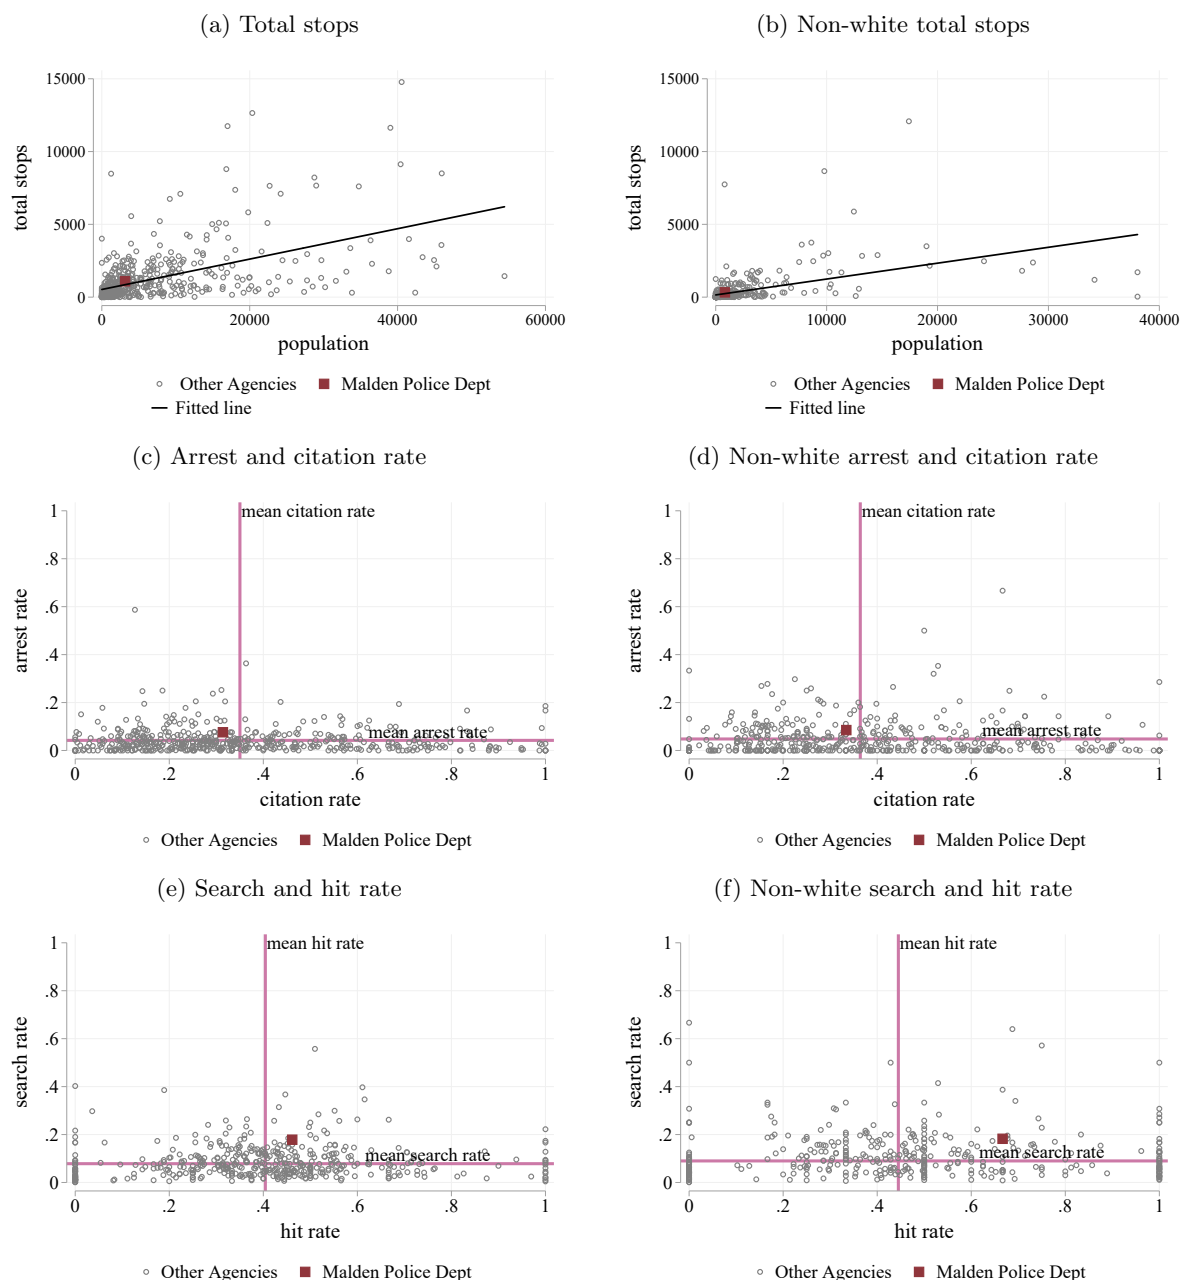 (a) Total stops
(b) Non-white total stops
15000
10000
5000
0
total stops
0
20000
40000
60000
population
Other Agencies
Malden Police Dept
Fitted line
15000
10000
5000
0
total stops
0
10000
20000
30000
40000
population
Other Agencies
Malden Police Dept
Fitted line
(c) Arrest and citation rate
(d) Non-white arrest and citation rate
1
.8
.6
.4
.2
0
arrest rate
mean citation rate
mean arrest rate
0
.2
.4
.6
.8
1
citation rate
Other Agencies
Malden Police Dept
1
.8
.6
.4
.2
0
arrest rate
mean citation rate
mean arrest rate
0
.2
.4
.6
.8
1
citation rate
Other Agencies
Malden Police Dept
(e) Search and hit rate
(f) Non-white search and hit rate
1
.8
.6
.4
.2
0
search rate
mean hit rate
mean search rate
0
.2
.4
.6
.8
1
hit rate
Other Agencies
Malden Police Dept
1
.8
.6
.4
.2
0
search rate
mean hit rate
mean search rate
0
.2
.4
.6
.8
1
hit rate
Other Agencies
Malden Police Dept